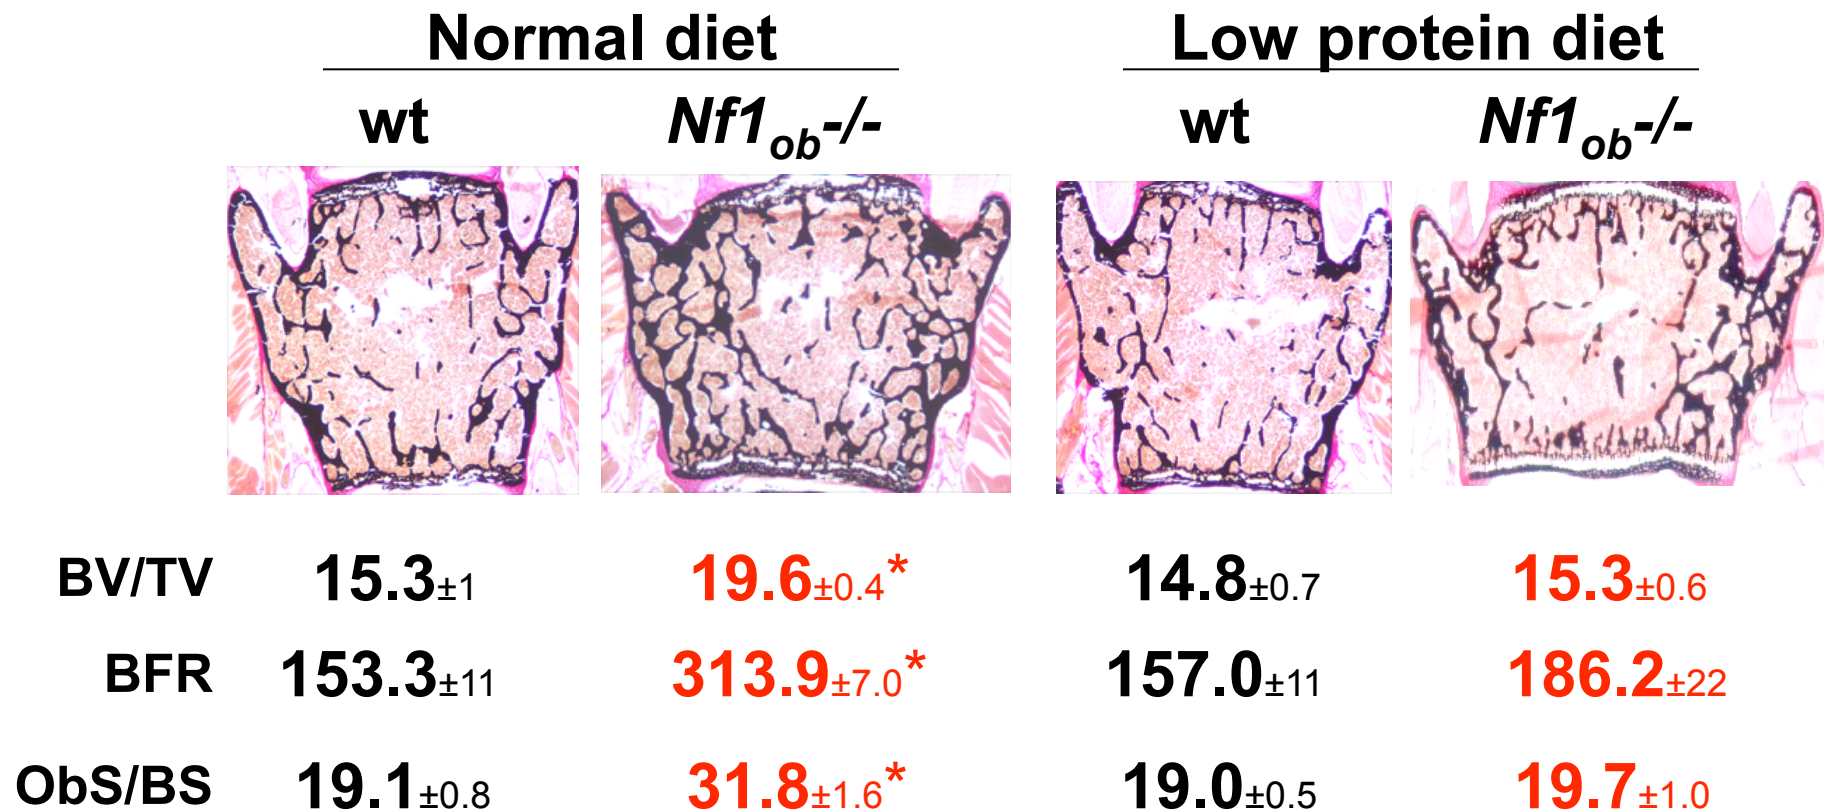 Normal diet Low protein diet
wt Nf1ob-/- wt Nf1ob-/-
BV/TV 15.3±1 19.6±0.4* 14.8±0.7 15.3±0.6
BFR 153.3±11 313.9±7.0* 157.0±11 186.2±22
ObS/BS 19.1±0.8 31.8±1.6* 19.0±0.5 19.7±1.0